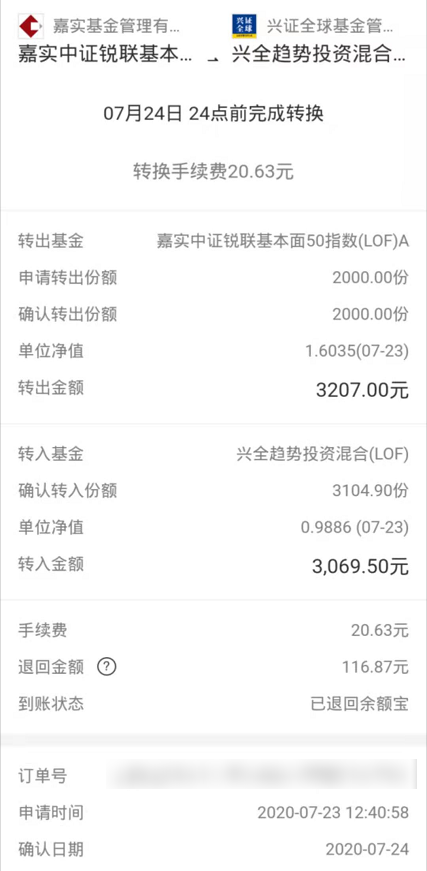 嘉实基金管理有... 兴证全球 兴证全球基金管...
嘉实中证锐联基本... 兴全趋势投资混合...
07月24日 24点前完成转换
转换手续费20.63元
转出基金 嘉实中证锐联基本面50指数(LOF)A
申请转出份额 2000.00份
确认转出份额 2000.00份
单位净值 1.6035(07-23)
转出金额 3207.00元
转入基金 兴全趋势投资混合(LOF)
确认转入份额 3104.90份
单位净值 0.9886 (07-23)
转入金额 3,069.50元
手续费 20.63元
退回金额 ? 116.87元
到账状态 已退回余额宝
订单号
申请时间 2020-07-23 12:40:58
确认日期 2020-07-24